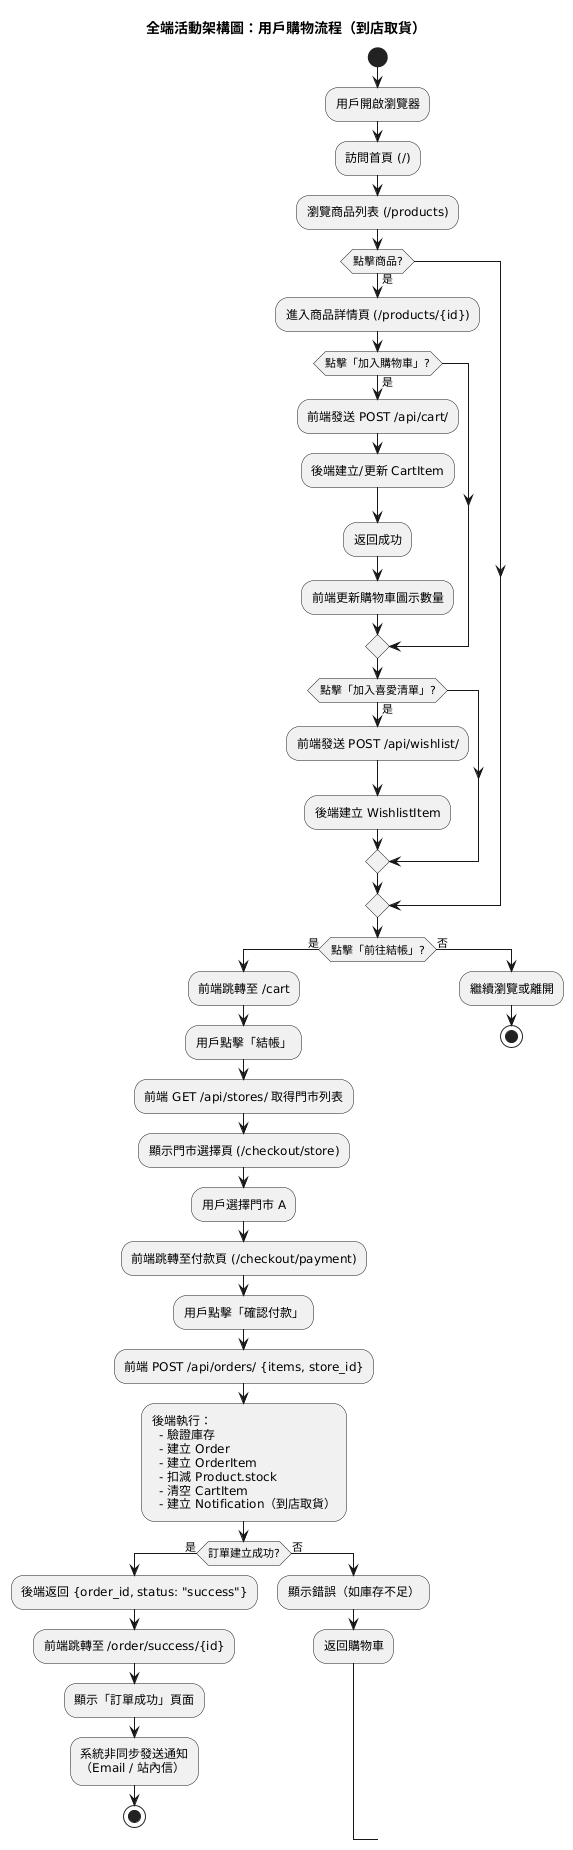 全端活動架構圖：用戶購物流程（到店取貨）
用戶開啟瀏覽器
訪問首頁 (/)
瀏覽商品列表 (/products)
點擊商品?
是
進入商品詳情頁 (/products/{id})
點擊「加入購物車」?
是
前端發送 POST /api/cart/
後端建立/更新 CartItem
返回成功
前端更新購物車圖示數量
點擊「加入喜愛清單」?
是
前端發送 POST /api/wishlist/
後端建立 WishlistItem
是
點擊「前往結帳」?
否
前端跳轉至 /cart
繼續瀏覽或離開
用戶點擊「結帳」
前端 GET /api/stores/ 取得門市列表
顯示門市選擇頁 (/checkout/store)
用戶選擇門市 A
前端跳轉至付款頁 (/checkout/payment)
用戶點擊「確認付款」
前端 POST /api/orders/ {items, store_id}
後端執行：
- 驗證庫存
- 建立 Order
- 建立 OrderItem
- 扣減 Product.stock
- 清空 CartItem
- 建立 Notification（到店取貨）
是
訂單建立成功?
否
後端返回 {order_id, status: "success"}
顯示錯誤（如庫存不足）
前端跳轉至 /order/success/{id}
返回購物車
顯示「訂單成功」頁面
系統非同步發送通知
（Email / 站內信）